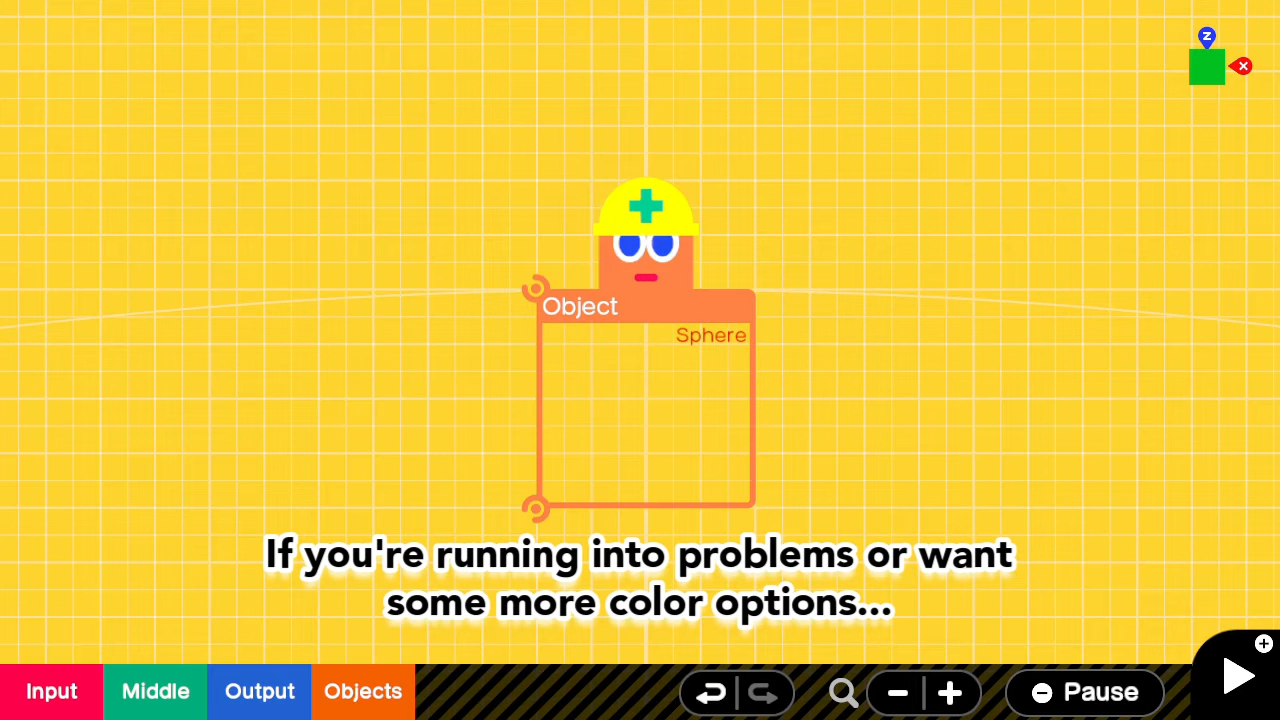 Z
X
Object
Sphere
If you're running into problems or want
some more color options...
Input Middle Output Objects Pause